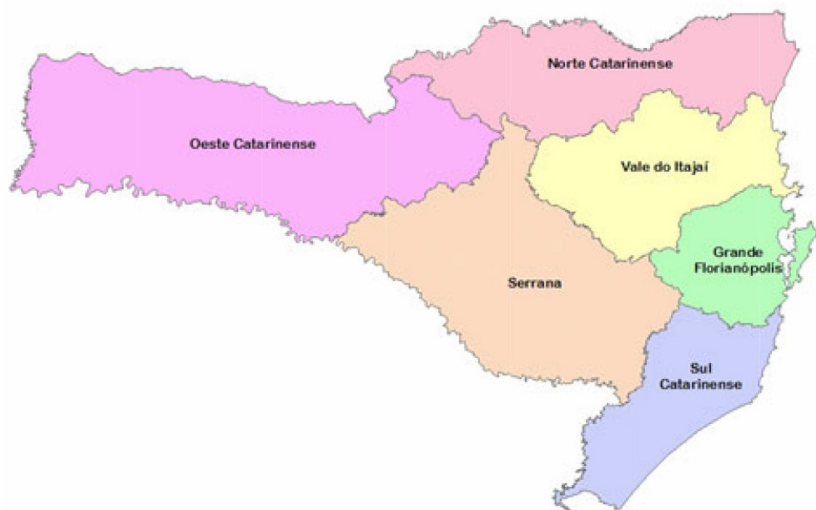 Norte Catarinense
Oeste Catarinense
Vale do Itajaí
Grande
Florianópolis
Serrana
Sul
Catarinense